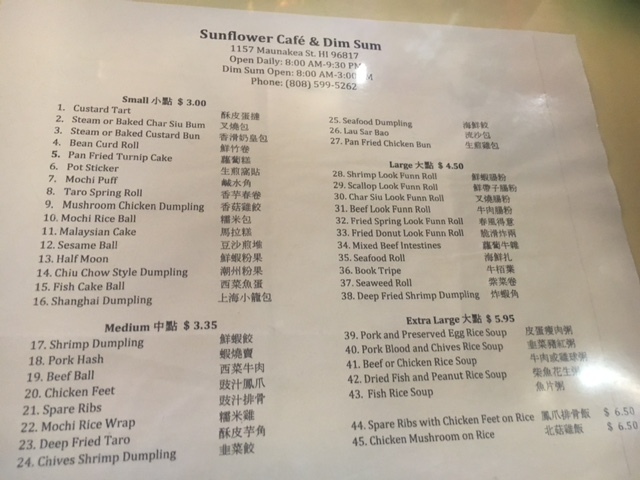 Sunflower Café & Dim Sum
1157 Maunakea St. HI 96817
Open Daily: 8:00 AM-9:30 PM
Dim Sum Open: 8:00 AM-3:00 M
Phone: (808) 599-5262
Small 小點 $ 3.00
1. Custard Tart 酥皮蛋撻
2. Steam or Baked Char Siu Bum 叉燒包
3. Steam or Baked Custard Bun 香滑奶皇包
4. Bean Curd Roll 鮮竹卷
5. Pan Fried Turnip Cake 蘿蔔糕
6. Pot Sticker 生煎窩貼
7. Mochi Puff 鹹水角
8. Taro Spring Roll 香芋春卷
9. Mushroom Chicken Dumpling 香菇雞餃
10. Mochi Rice Ball 糯米包
11. Malaysian Cake 馬拉糕
12. Sesame Ball 豆沙煎堆
13. Half Moon 鮮蝦粉果
14. Chiu Chow Style Dumpling 潮州粉果
15. Fish Cake Ball 西菜魚蛋
16. Shanghai Dumpling 上海小籠包
Medium 中點 $ 3.35
17. Shrimp Dumpling 鮮蝦餃
18. Pork Hash 蝦燒賣
19. Beef Ball 西菜牛肉
20. Chicken Feet 豉汁鳳爪
21. Spare Ribs 豉汁排骨
22. Mochi Rice Wrap 糯米雞
23. Deep Fried Taro 酥皮芋角
24. Chives Shrimp Dumpling 韭菜餃
25. Seafood Dumpling 海鮮餃
26. Lau Sar Bao 流沙包
27. Pan Fried Chicken Bun 生煎雞包
Large 大點 $ 4.50
28. Shrimp Look Funn Roll 鮮蝦腸粉
29. Scallop Look Funn Roll 鮮帶子腸粉
30. Char Siu Look Funn Roll 叉燒腸粉
31. Beef Look Funn Roll 牛肉腸粉
32. Fried Spring Look Funn Roll 春風得意
33. Fried Donut Look Funn Roll 脆滑炸兩
34. Mixed Beef Intestines 蘿蔔牛雜
35. Seafood Roll 海鮮扎
36. Book Tripe 牛栢葉
37. Seaweed Roll 紫菜卷
38. Deep Fried Shrimp Dumpling 炸蝦角
Extra Large 大點 $ 5.95
39. Pork and Preserved Egg Rice Soup 皮蛋瘦肉粥
40. Pork Blood and Chives Rice Soup 韭菜豬紅粥
41. Beef or Chicken Rice Soup 牛肉或雞球粥
42. Dried Fish and Peanut Rice Soup 柴魚花生粥
43. Fish Rice Soup 魚片粥
44. Spare Ribs with Chicken Feet on Rice 鳳爪排骨飯 $ 6.50
45. Chicken Mushroom on Rice 北菇雞飯 $ 6.50